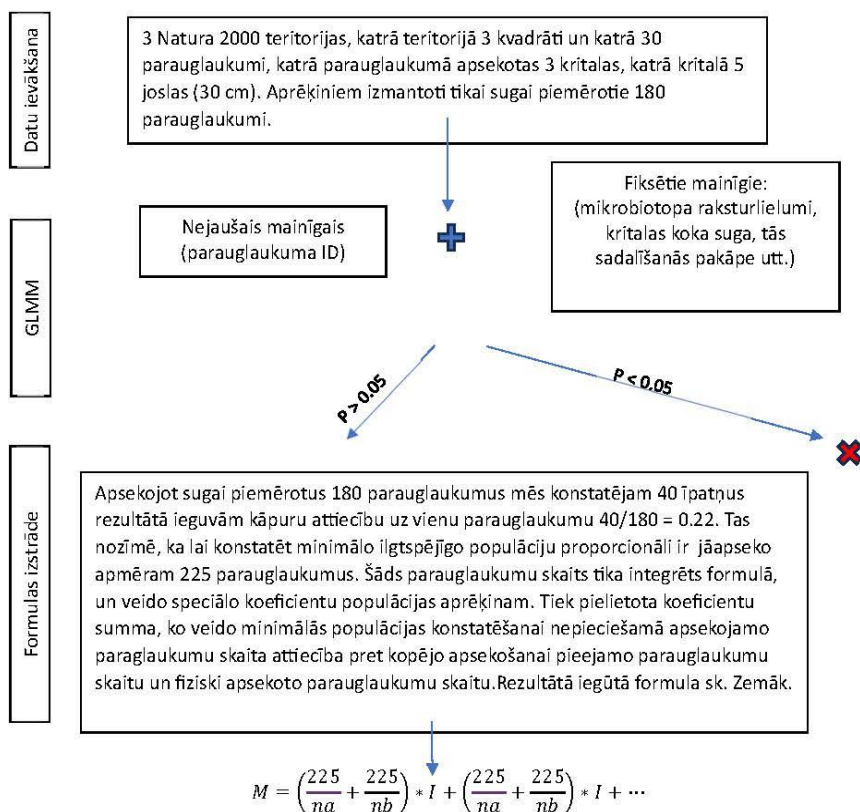 Datu ievākšana
3 Natura 2000 teritorijas, katrā teritorijā 3 kvadrāti un katrā 30
parauglaukumi, katrā parauglaukumā apsekotas 3 kritalas, katrā kritalā 5
joslas (30 cm). Aprēķiniem izmantoti tikai sugai piemērotie 180
parauglaukumi.
GLMM
Nejaušais mainīgais
(parauglaukuma ID)
Fiksētie mainīgie:
(mikrobiotopa raksturlielumi,
kritalas koka suga, tās
sadalīšanās pakāpe utt.)
P > 0.05
P < 0.05
Formulas izstrāde
Apsekojot sugai piemērotus 180 parauglaukumus mēs konstatējam 40 īpatņus
rezultātā ieguvām kāpuru attiecību uz vienu parauglaukumu 40/180 = 0.22. Tas
nozīmē, ka lai konstatēt minimālo ilgtspējīgo populāciju proporcionāli ir jāapseko
apmēram 225 parauglaukumus. Šāds parauglaukumu skaits tika integrēts formulā,
un veido speciālo koeficientu populācijas aprēķinam. Tiek pielietota koeficientu
summa, ko veido minimālās populācijas konstatēšanai nepieciešamā apsekojamo
paraglaukumu skaita attiecība pret kopējo apsekošanai pieejamo parauglaukumu
skaitu un fiziski apsekoto parauglaukumu skaitu.Rezultātā iegūtā formula sk. Zemāk.
M = (225/na + 225/nb) * I + (225/na + 225/nb) * I + ⋯